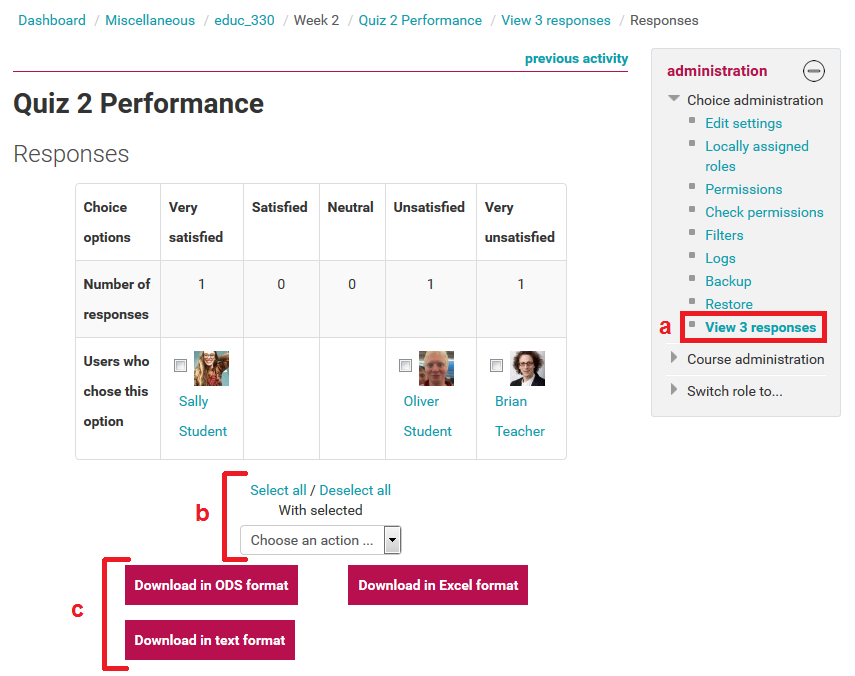 Dashboard / Miscellaneous / educ_330 / Week 2 / Quiz 2 Performance / View 3 responses / Responses
previous activity
Quiz 2 Performance
Responses
Choice options
Very satisfied
Satisfied
Neutral
Unsatisfied
Very unsatisfied
Number of responses
1
0
0
1
1
Users who chose this option
Sally Student
Oliver Student
Brian Teacher
b
Select all / Deselect all
With selected
Choose an action ...
c
Download in ODS format
Download in Excel format
Download in text format
administration
Choice administration
Edit settings
Locally assigned
roles
Permissions
Check permissions
Filters
Logs
Backup
Restore
a
View 3 responses
Course administration
Switch role to...